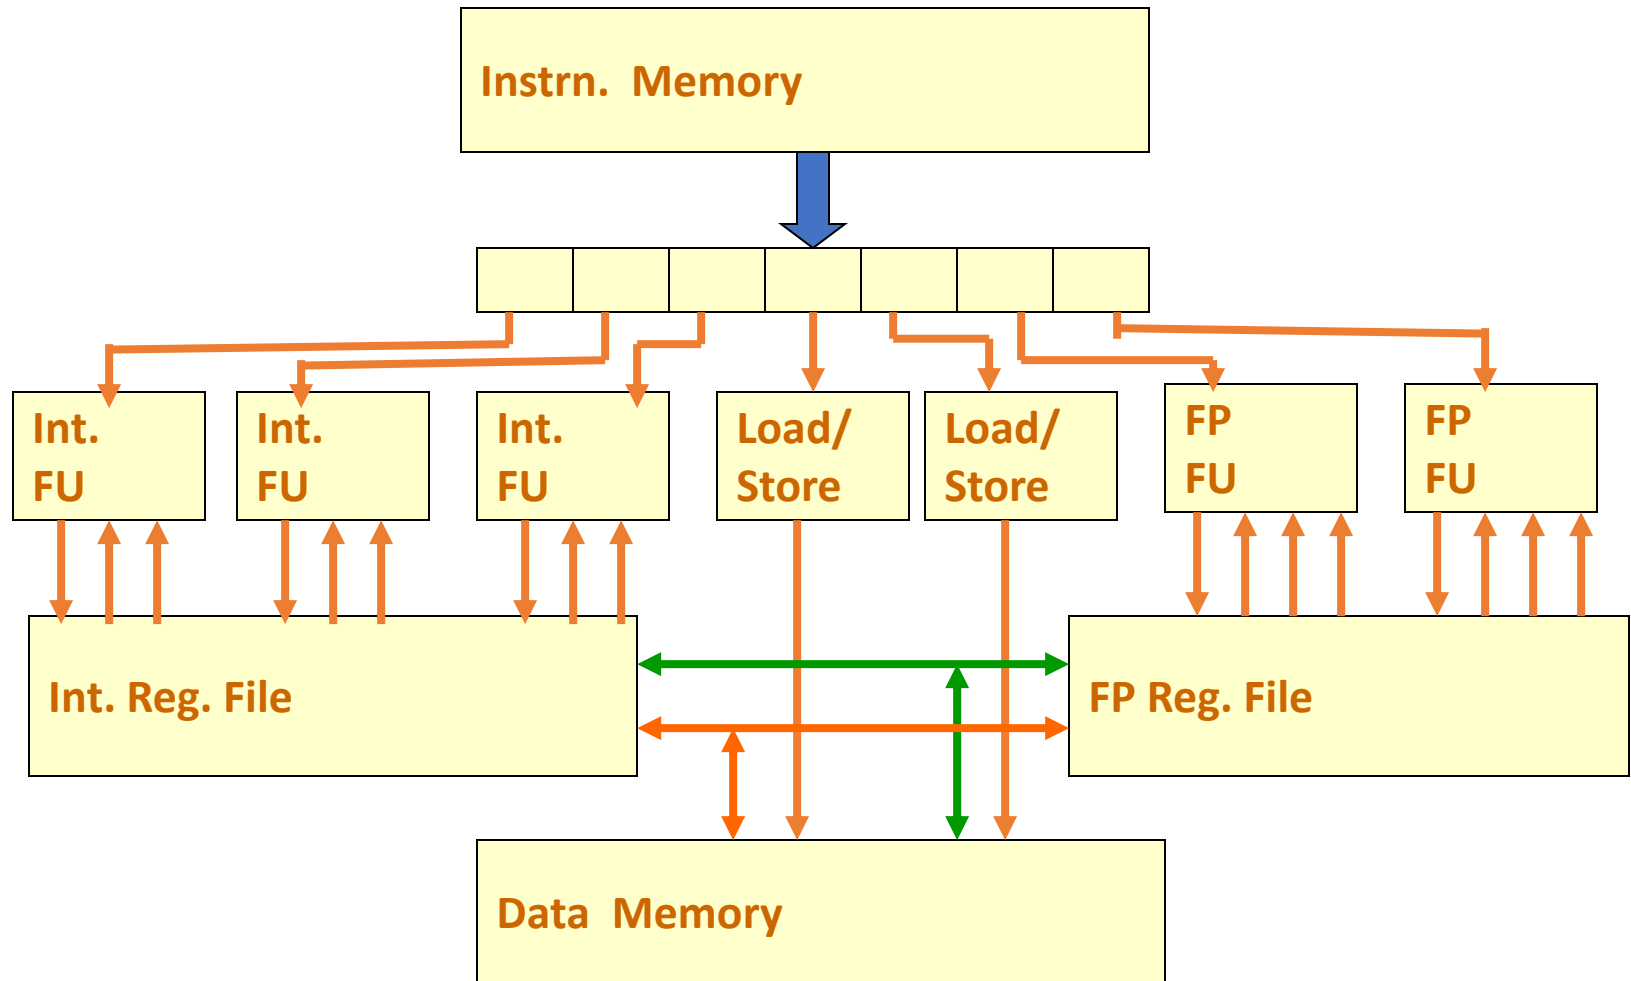 Instrn. Memory
Int.
FU
Int.
FU
Int.
FU
Load/
Store
Load/
Store
FP
FU
FP
FU
Int. Reg. File
FP Reg. File
Data Memory